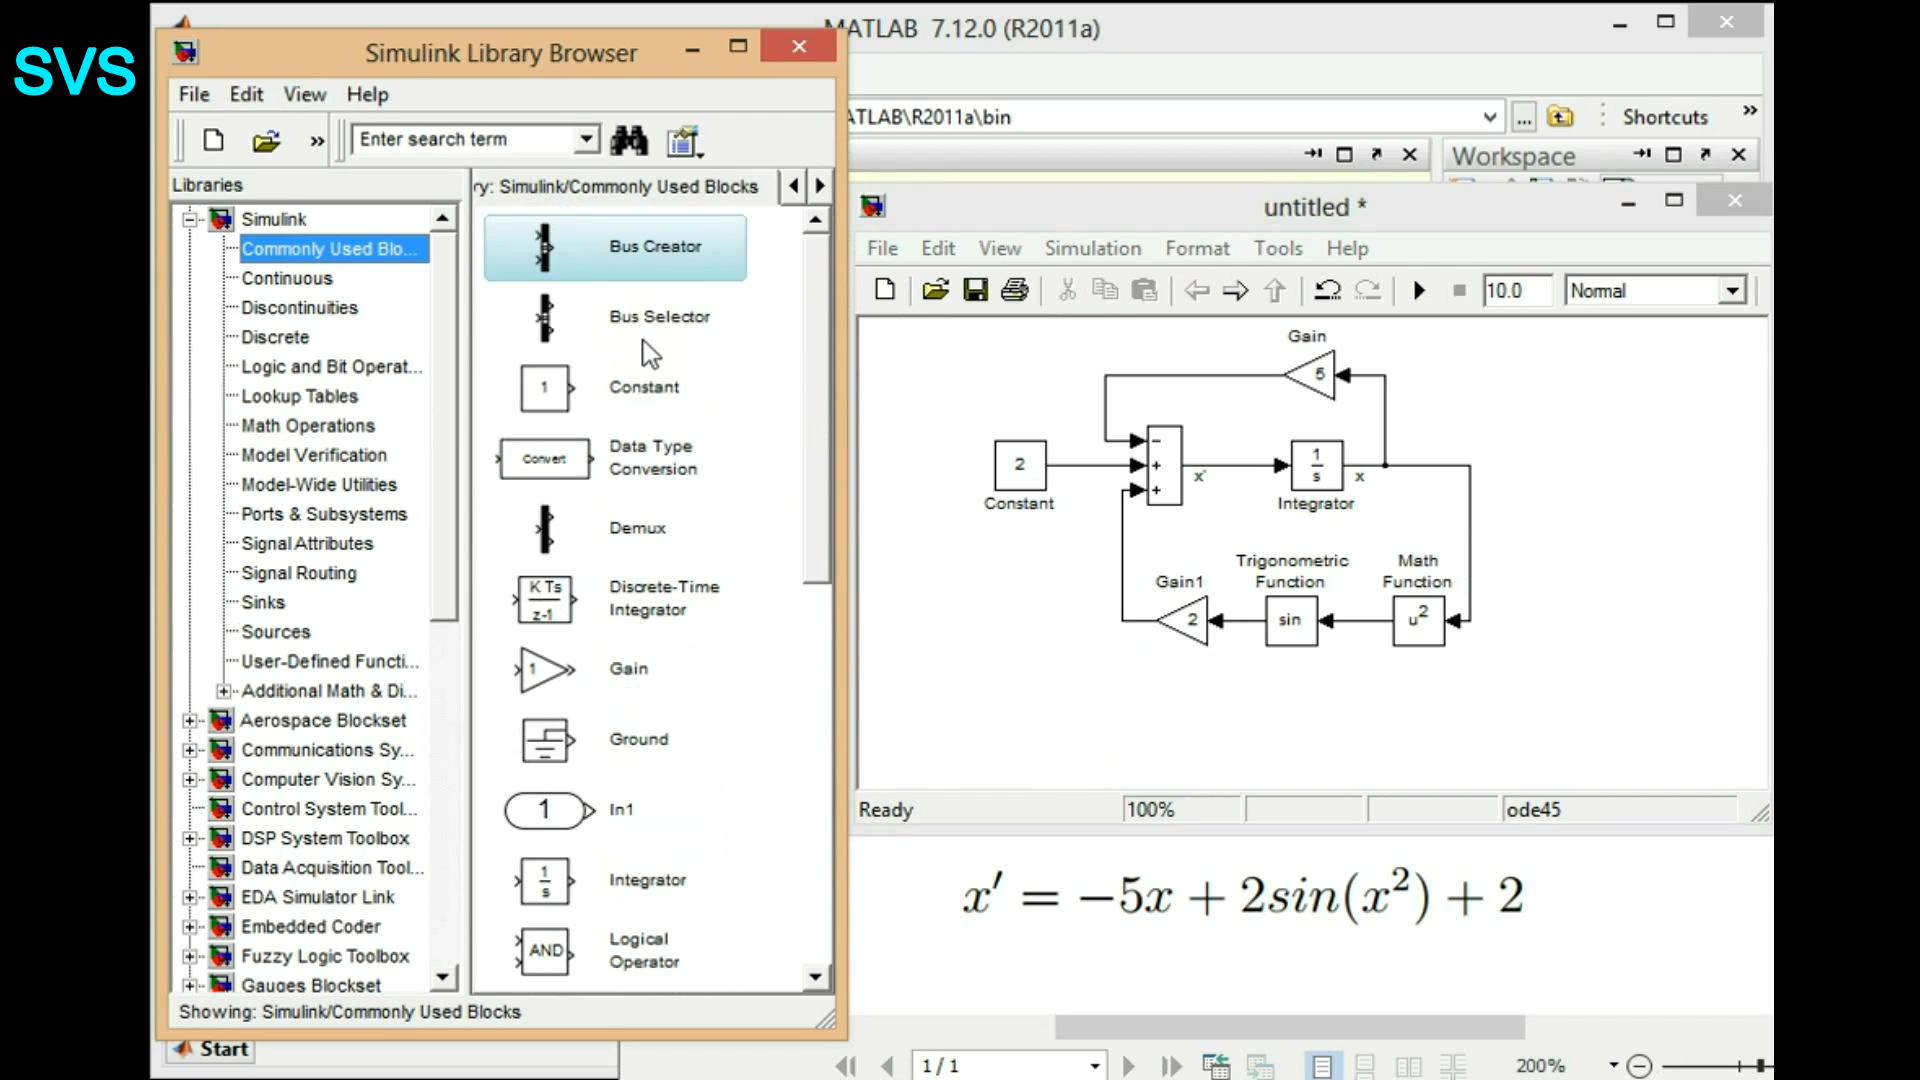 SVS
MATLAB 7.12.0 (R2011a)
Simulink Library Browser
File Edit View Help
Enter search term
Libraries
ry: Simulink/Commonly Used Blocks
Simulink
Commonly Used Blo...
Continuous
Discontinuities
Discrete
Logic and Bit Operat...
Lookup Tables
Math Operations
Model Verification
Model-Wide Utilities
Ports & Subsystems
Signal Attributes
Signal Routing
Sinks
Sources
User-Defined Functi...
Additional Math & Di...
Aerospace Blockset
Communications Sy...
Computer Vision Sy...
Control System Tool...
DSP System Toolbox
Data Acquisition Tool...
EDA Simulator Link
Embedded Coder
Fuzzy Logic Toolbox
Gauges Blockset
Bus Creator
Bus Selector
1 Constant
Convert Data Type
Conversion
Demux
K Ts
z-1
Discrete-Time
Integrator
1 Gain
Ground
1 In1
1
s
Integrator
AND Logical
Operator
Showing: Simulink/Commonly Used Blocks
Start
ATLAB\R2011a\bin
... Shortcuts
Workspace
untitled *
File Edit View Simulation Format Tools Help
10.0 Normal
Gain
5
2
Constant
−
+
+
x'
1
s
Integrator
x
Gain1
2
Trigonometric
Function
sin
Math
Function
u²
Ready 100% ode45
x′ = −5x + 2sin(x²) + 2
1 / 1 200%